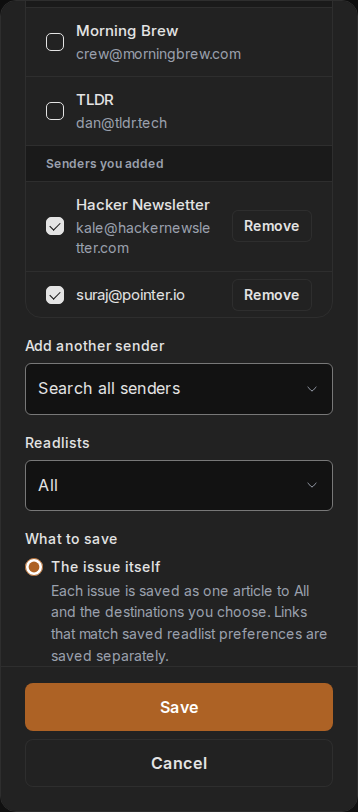 Morning Brew
crew@morningbrew.com
TLDR
dan@tldr.tech
Senders you added
Hacker Newsletter
kale@hackernewsle
tter.com
Remove
suraj@pointer.io
Remove
Add another sender
Search all senders
Readlists
All
What to save
The issue itself
Each issue is saved as one article to All
and the destinations you choose. Links
that match saved readlist preferences are
saved separately.
Save
Cancel